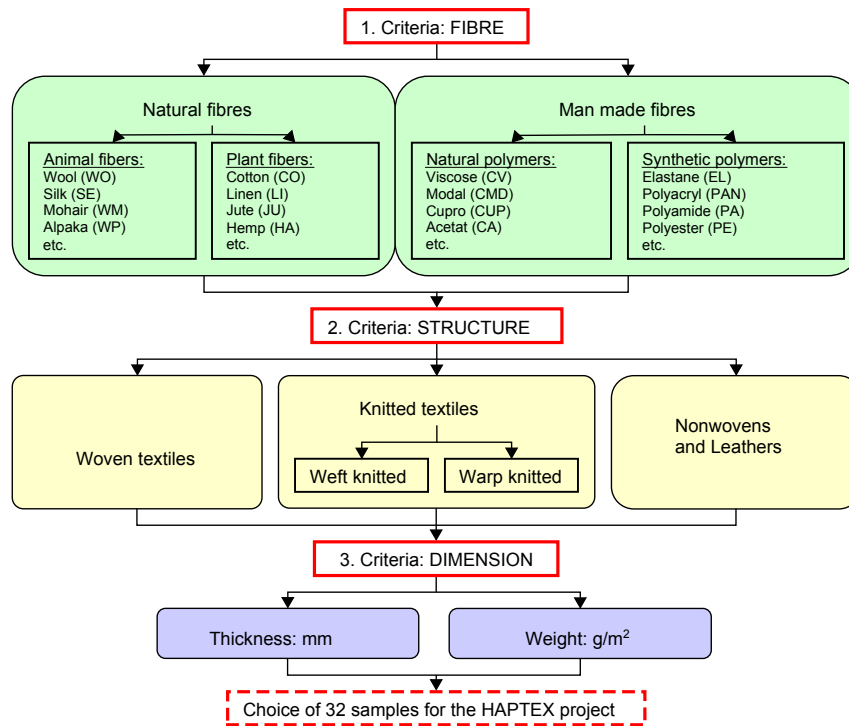 1. Criteria: FIBRE
Natural fibres
Animal fibers:
Wool (WO)
Silk (SE)
Mohair (WM)
Alpaka (WP)
etc.
Plant fibers:
Cotton (CO)
Linen (LI)
Jute (JU)
Hemp (HA)
etc.
Man made fibres
Natural polymers:
Viscose (CV)
Modal (CMD)
Cupro (CUP)
Acetat (CA)
etc.
Synthetic polymers:
Elastane (EL)
Polyacryl (PAN)
Polyamide (PA)
Polyester (PE)
etc.
2. Criteria: STRUCTURE
Woven textiles
Knitted textiles
Weft knitted
Warp knitted
Nonwovens
and Leathers
3. Criteria: DIMENSION
Thickness: mm
Weight: g/m²
Choice of 32 samples for the HAPTEX project